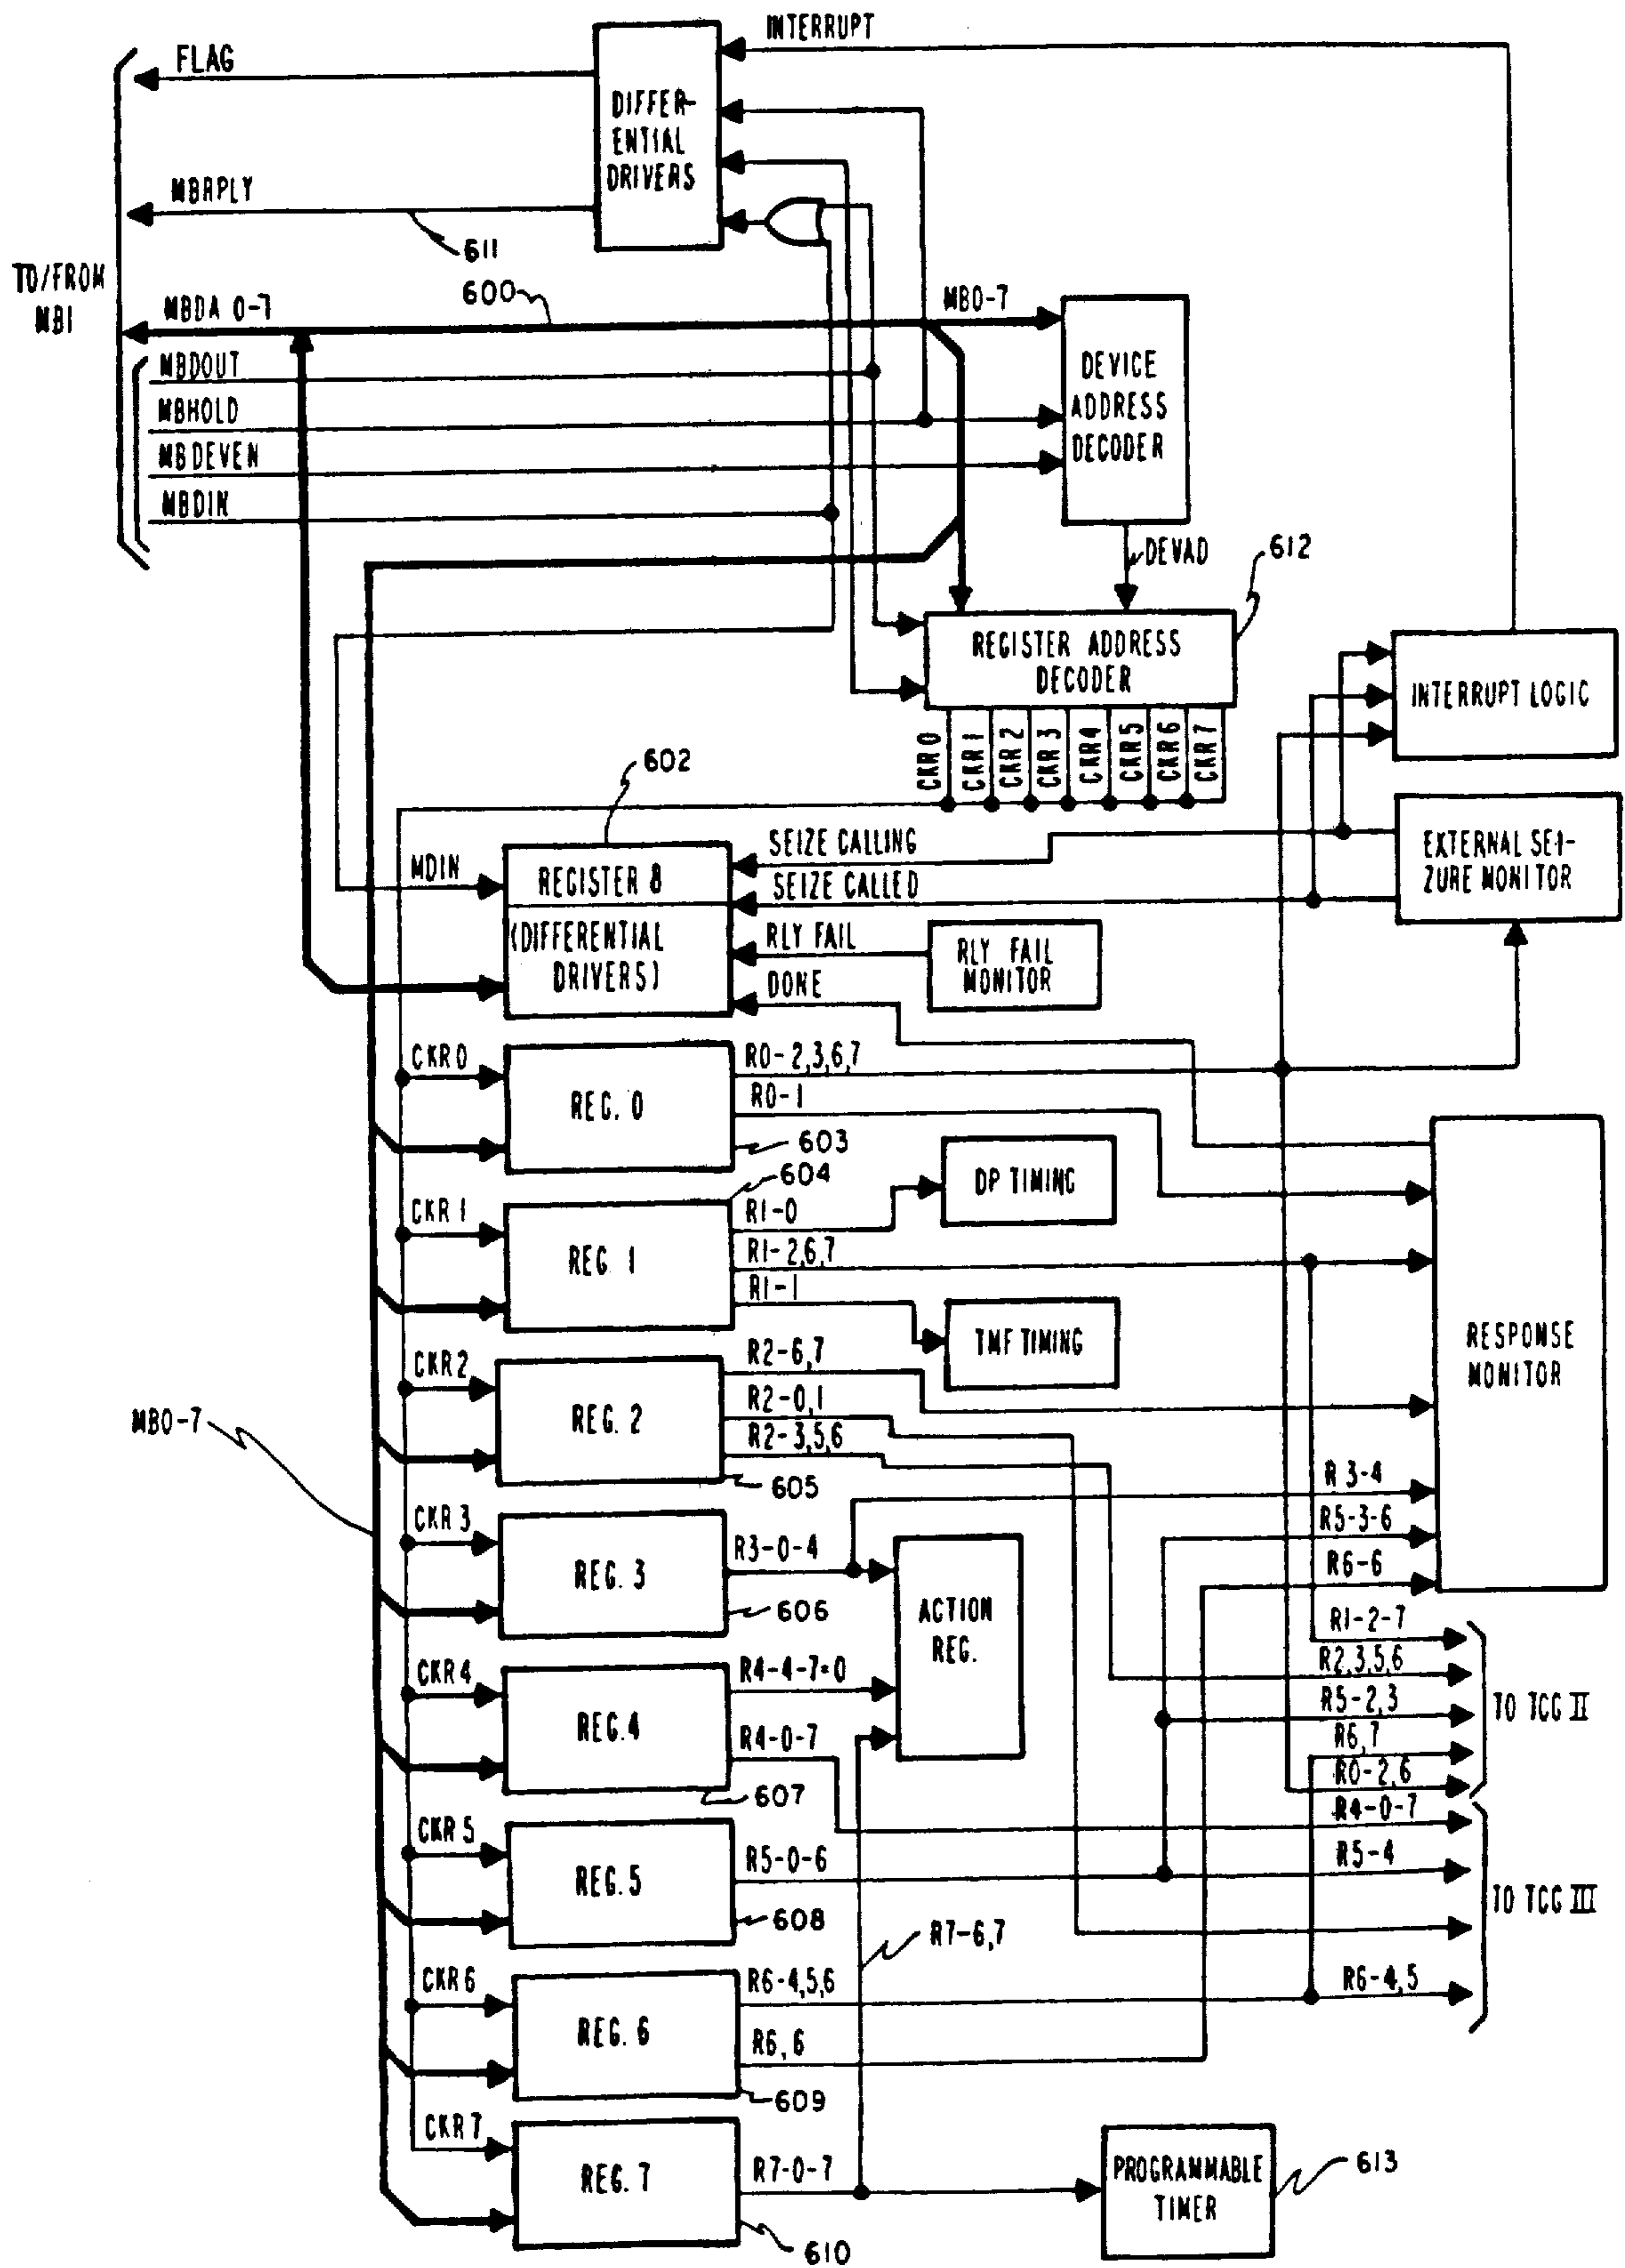 INTERRUPT
FLAG
DIFFER-
ENTIAL
DRIVERS
MBRPLY
611
TO/FROM
MBI
600
MBDA 0-7
MB0-7
MBDOUT
MBHOLD
MBDEVEN
MBDIN
DEVICE
ADDRESS
DECODER
DEVAD
612
REGISTER ADDRESS
DECODER
INTERRUPT LOGIC
CKR 0
CKR 1
CKR 2
CKR 3
CKR 4
CKR 5
CKR 6
CKR 7
602
SEIZE CALLING
EXTERNAL SEI-
ZURE MONITOR
MDIN
REGISTER 8
SEIZE CALLED
(DIFFERENTIAL
DRIVERS)
RLY FAIL
RLY FAIL
MONITOR
DONE
CKR 0
REG. 0
R0-2,3,6,7
R0-1
603
604
DP TIMING
CKR 1
REG. 1
R1-0
R1-2,6,7
R1-1
TMF TIMING
RESPONSE
MONITOR
CKR 2
REG. 2
R2-6,7
R2-0,1
R2-3,5,6
605
MB0-7
R3-4
CKR 3
REG. 3
R3-0-4
606
R5-3-6
R6-6
ACTION
REG.
R1-2-7
CKR 4
REG. 4
R4-4-7=0
R4-0-7
607
R2,3,5,6
R5-2,3
TO TCG II
R6,7
R0-2,6
R4-0-7
CKR 5
REG. 5
R5-0-6
608
R5-4
TO TCG III
R7-6,7
CKR 6
REG. 6
R6-4,5,6
R6-4,5
R6,6
609
CKR 7
REG. 7
R7-0-7
610
PROGRAMMABLE
TIMER
613